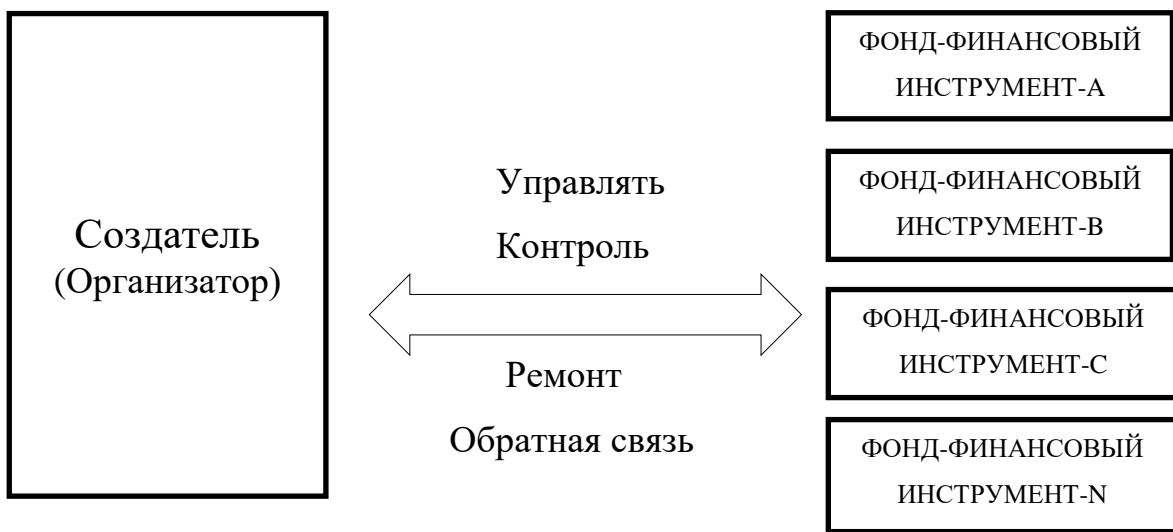 Создатель
(Организатор)
Управлять
Контроль
Ремонт
Обратная связь
ФОНД-ФИНАНСОВЫЙ
ИНСТРУМЕНТ-A
ФОНД-ФИНАНСОВЫЙ
ИНСТРУМЕНТ-B
ФОНД-ФИНАНСОВЫЙ
ИНСТРУМЕНТ-C
ФОНД-ФИНАНСОВЫЙ
ИНСТРУМЕНТ-N